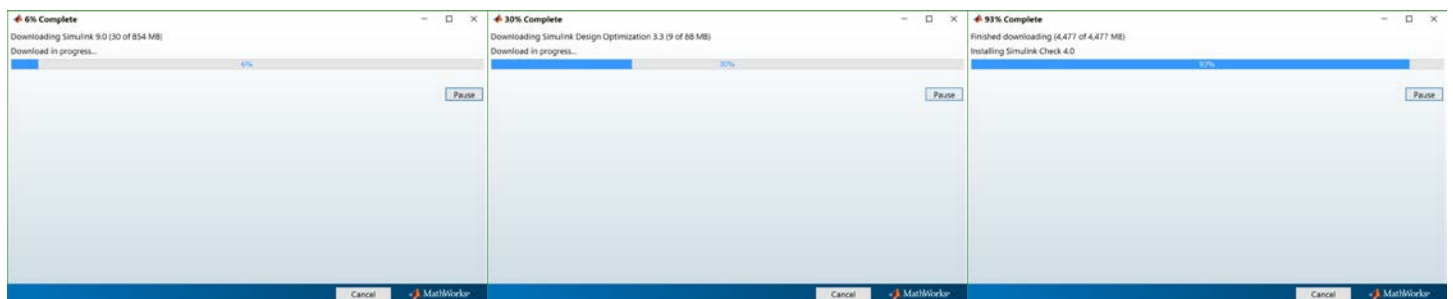 6% Complete
Downloading Simulink 9.0 (30 of 854 MB)
Download in progress...
6%
Pause
Cancel
MathWorks
30% Complete
Downloading Simulink Design Optimization 3.3 (9 of 88 MB)
Download in progress...
30%
Pause
Cancel
MathWorks
93% Complete
Finished downloading (4,477 of 4,477 MB)
Installing Simulink Check 4.0
93%
Pause
Cancel
MathWorks